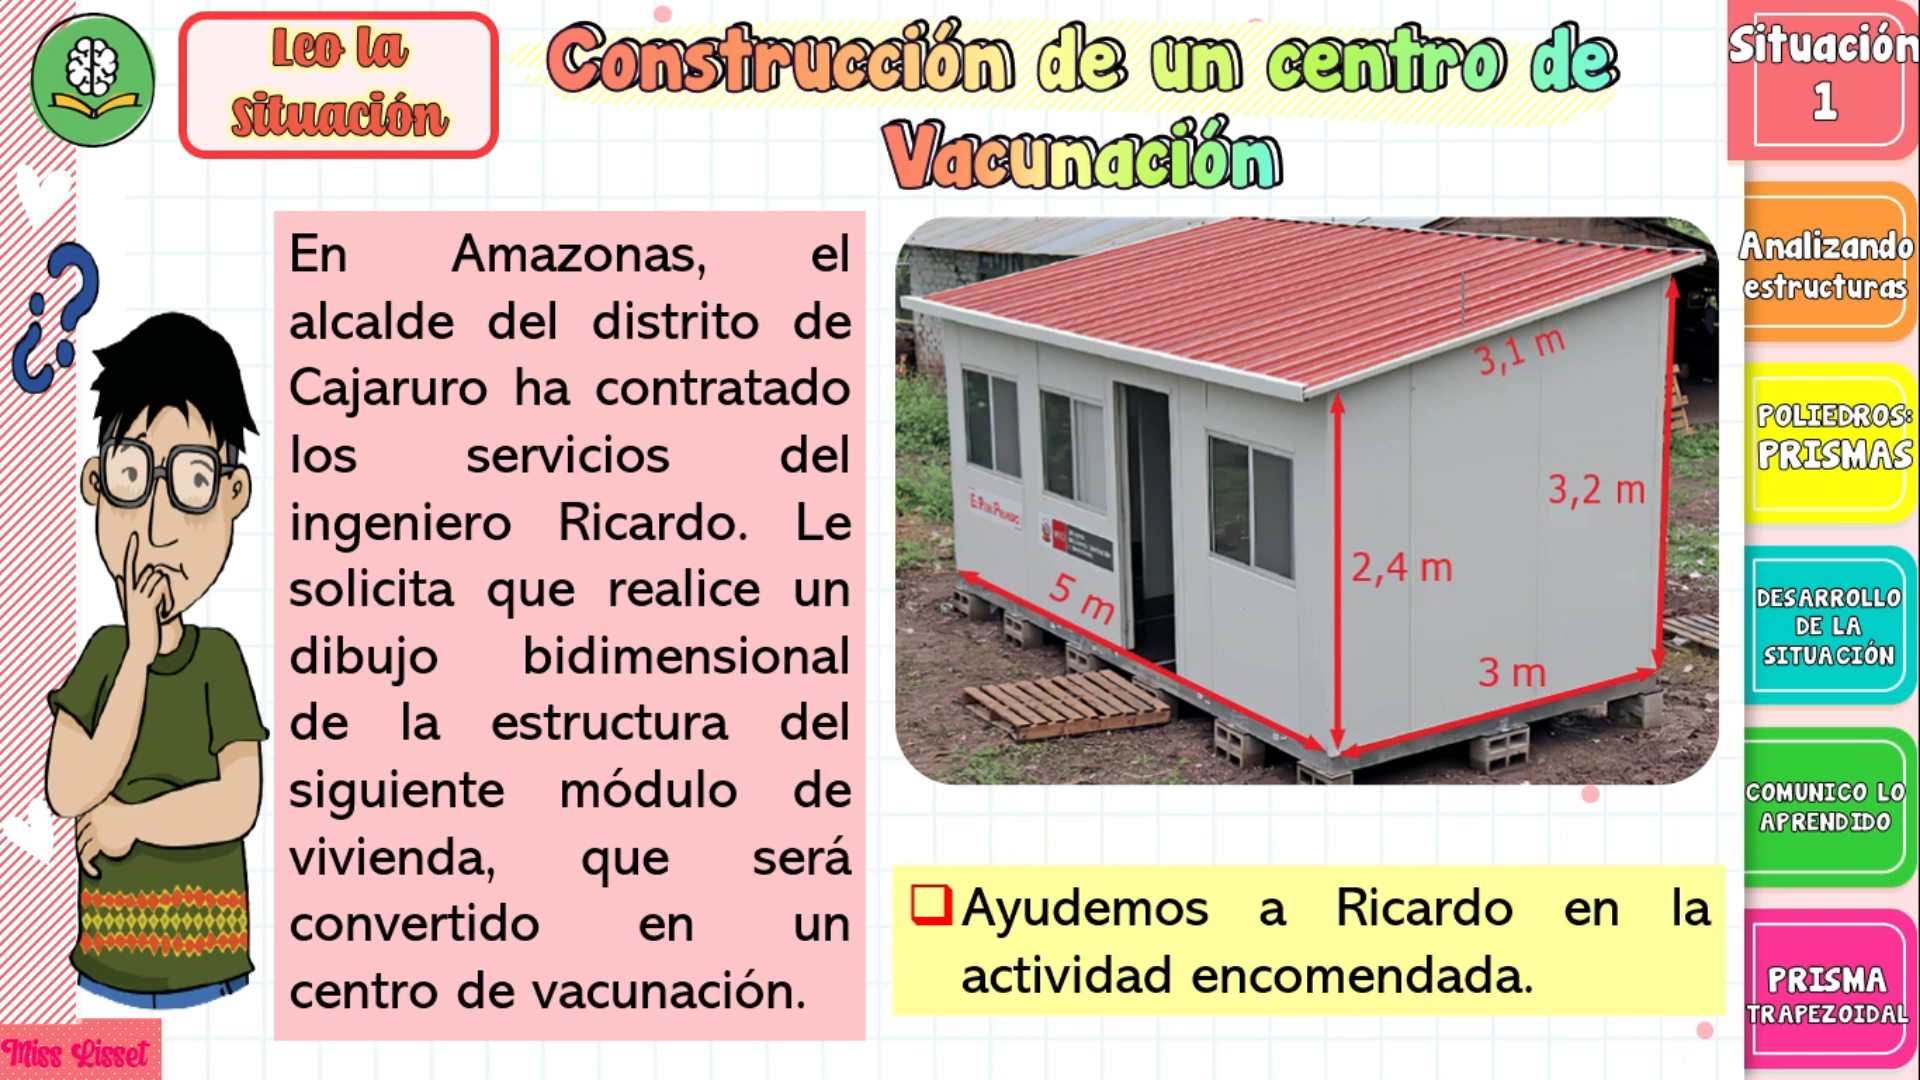 Leo la
situación
Construcción de un centro de
Vacunación
Situación
1
En Amazonas, el
alcalde del distrito de
Cajaruro ha contratado
los servicios del
ingeniero Ricardo. Le
solicita que realice un
dibujo bidimensional
de la estructura del
siguiente módulo de
vivienda, que será
convertido en un
centro de vacunación.
3,1 m
3,2 m
2,4 m
5 m
3 m
El Perú Primero
Ayudemos a Ricardo en la
actividad encomendada.
Analizando
estructuras
POLIEDROS:
PRISMAS
DESARROLLO
DE LA
SITUACIÓN
COMUNICO LO
APRENDIDO
PRISMA
TRAPEZOIDAL
Miss Lisset